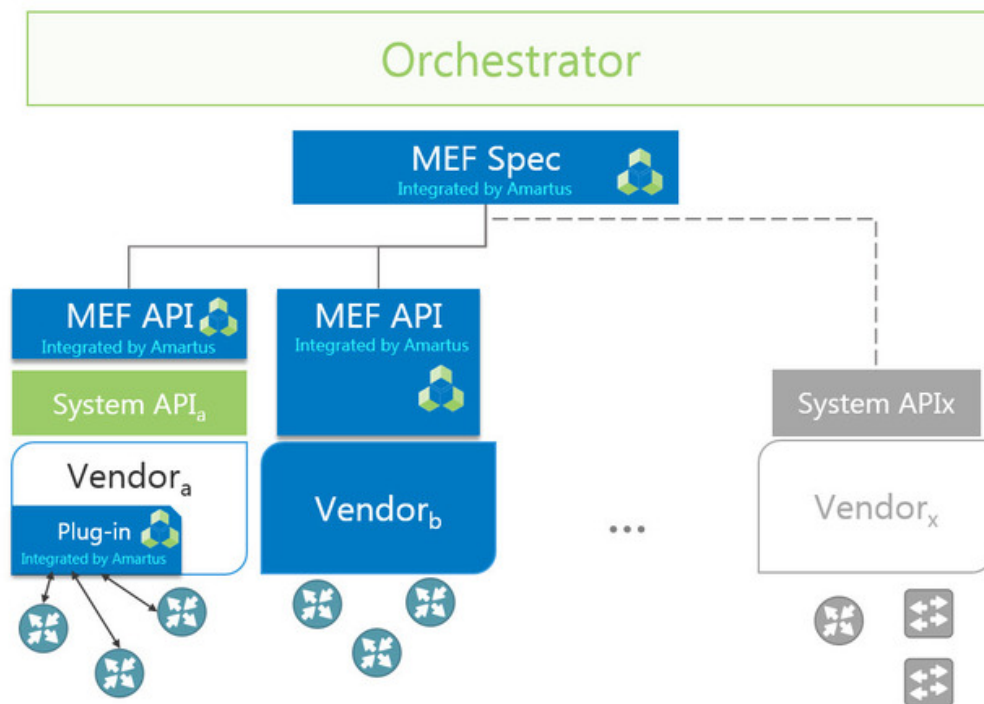 Orchestrator
MEF Spec
Integrated by Amartus
MEF API
Integrated by Amartus
MEF API
Integrated by Amartus
System APIₐ
System APIx
Vendorₐ
Plug-in
Integrated by Amartus
Vendor_b
...
Vendorₓ